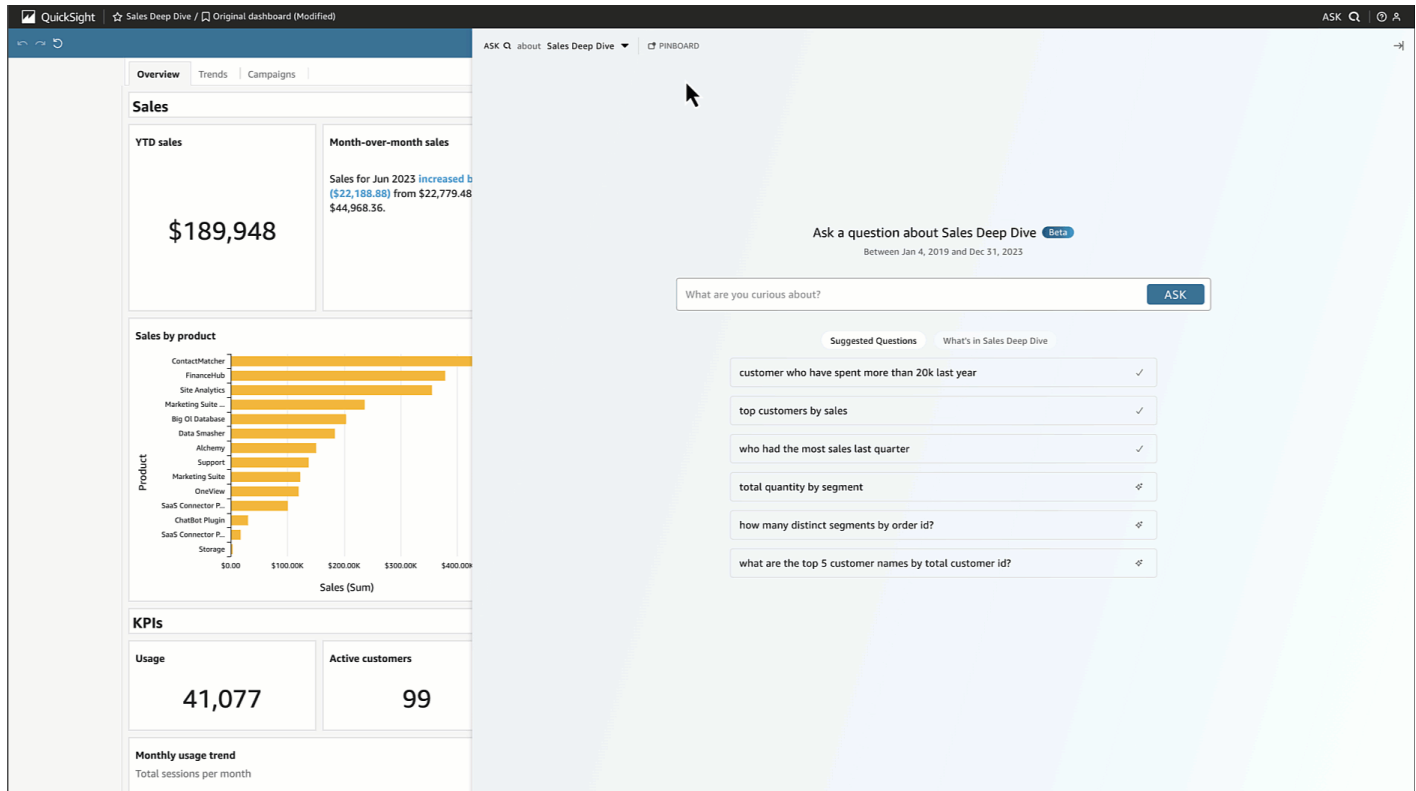 QuickSight
Sales Deep Dive / Original dashboard (Modified)
ASK
ASK about Sales Deep Dive
PINBOARD
Overview
Trends
Campaigns
Sales
YTD sales
$189,948
Month-over-month sales
Sales for Jun 2023 increased b
($22,188.88) from $22,779.48
$44,968.36.
Sales by product
Product
ContactMatcher
FinanceHub
Site Analytics
Marketing Suite ...
Big Ol Database
Data Smasher
Alchemy
Support
Marketing Suite
OneView
SaaS Connector P...
ChatBot Plugin
SaaS Connector P...
Storage
$0.00 $100.00K $200.00K $300.00K $400.00K
Sales (Sum)
KPIs
Usage
41,077
Active customers
99
Monthly usage trend
Total sessions per month
Ask a question about Sales Deep Dive Beta
Between Jan 4, 2019 and Dec 31, 2023
What are you curious about?
ASK
Suggested Questions
What's in Sales Deep Dive
customer who have spent more than 20k last year
top customers by sales
who had the most sales last quarter
total quantity by segment
how many distinct segments by order id?
what are the top 5 customer names by total customer id?